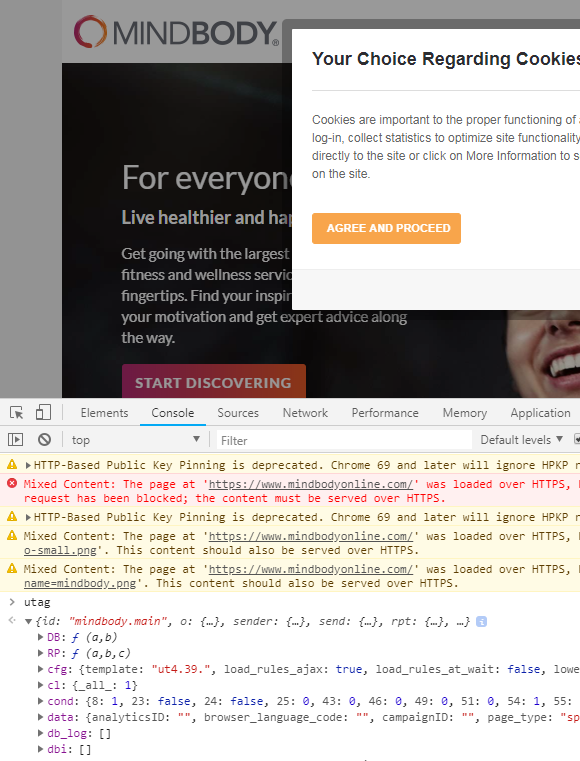 MINDBODY®
Your Choice Regarding Cookies
Cookies are important to the proper functioning of
log-in, collect statistics to optimize site functionality
directly to the site or click on More Information to s
on the site.
AGREE AND PROCEED
For everyone
Live healthier and hap
Get going with the largest
fitness and wellness servic
fingertips. Find your inspir
your motivation and get expert advice along
the way.
START DISCOVERING
Elements Console Sources Network Performance Memory Application
top Filter Default levels
HTTP-Based Public Key Pinning is deprecated. Chrome 69 and later will ignore HPKP r
Mixed Content: The page at 'https://www.mindbodyonline.com/' was loaded over HTTPS,
request has been blocked; the content must be served over HTTPS.
HTTP-Based Public Key Pinning is deprecated. Chrome 69 and later will ignore HPKP r
Mixed Content: The page at 'https://www.mindbodyonline.com/' was loaded over HTTPS,
o-small.png'. This content should also be served over HTTPS.
Mixed Content: The page at 'https://www.mindbodyonline.com/' was loaded over HTTPS,
name=mindbody.png'. This content should also be served over HTTPS.
> utag
{id: "mindbody.main", o: {…}, sender: {…}, send: {…}, rpt: {…}, …}
DB: ƒ (a,b)
RP: ƒ (a,b,c)
cfg: {template: "ut4.39.", load_rules_ajax: true, load_rules_at_wait: false, lowe
cl: {_all_: 1}
cond: {8: 1, 23: false, 24: false, 25: 0, 43: 0, 46: 0, 49: 0, 51: 0, 54: 1, 55:
data: {analyticsID: "", browser_language_code: "", campaignID: "", page_type: "sp
db_log: []
dbi: []